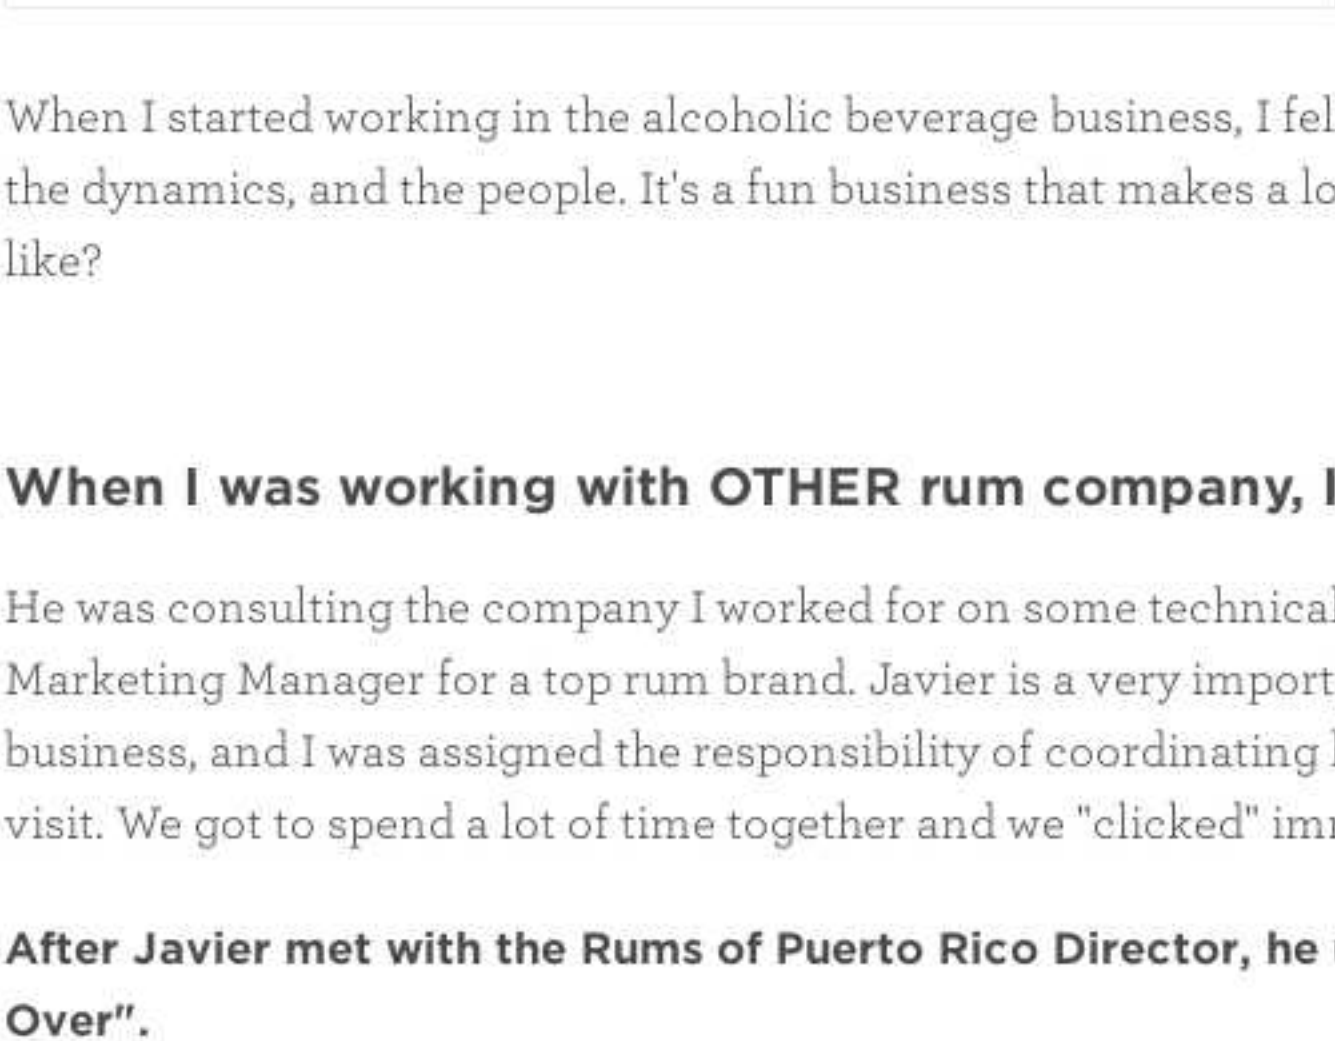 When I started working in the alcoholic beverage business, I fel
the dynamics, and the people. It's a fun business that makes a lo
like?
When I was working with OTHER rum company, I
He was consulting the company I worked for on some technical
Marketing Manager for a top rum brand. Javier is a very import
business, and I was assigned the responsibility of coordinating
visit. We got to spend a lot of time together and we "clicked" im
After Javier met with the Rums of Puerto Rico Director, he
Over".